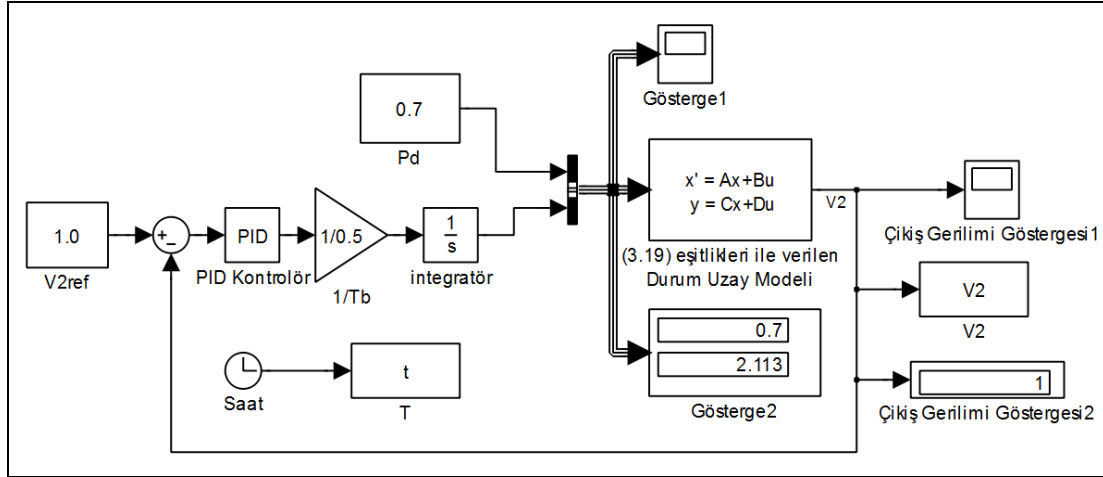 Gösterge1
0.7
Pd
x' = Ax+Bu
y = Cx+Du
V2
Çikiş Gerilimi Göstergesi1
1.0
V2ref
+
−
PID
PID Kontrolör
1/0.5
1/Tb
1
s
integratör
(3.19) eşitlikleri ile verilen
Durum Uzay Modeli
V2
V2
0.7
2.113
Gösterge2
1
Çikiş Gerilimi Göstergesi2
Saat
t
T